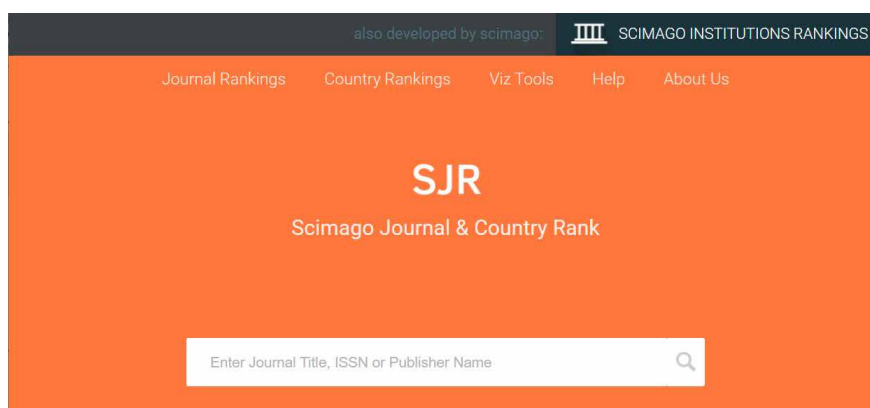 also developed by scimago: SCIMAGO INSTITUTIONS RANKINGS
Journal Rankings Country Rankings Viz Tools Help About Us
SJR
Scimago Journal & Country Rank
Enter Journal Title, ISSN or Publisher Name